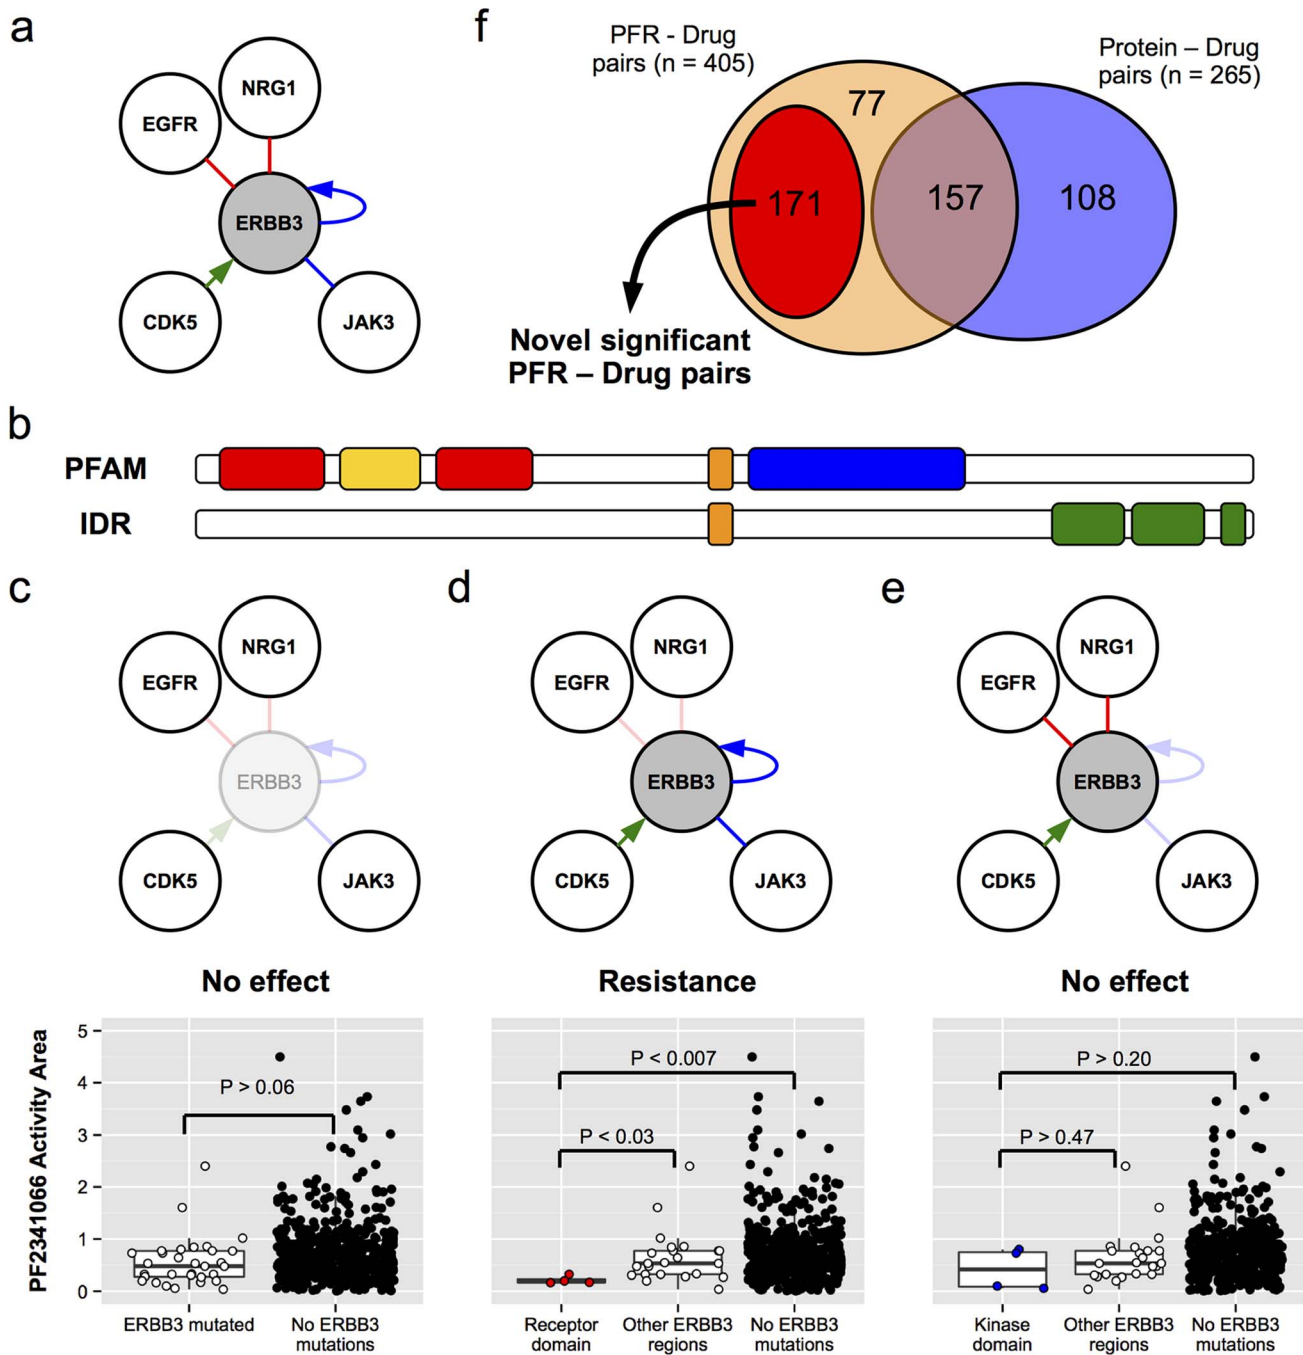 a
NRG1
EGFR
ERBB3
CDK5
JAK3
f
PFR - Drug
pairs (n = 405)
Protein – Drug
pairs (n = 265)
77
171
157
108
Novel significant
PFR – Drug pairs
b
PFAM
IDR
c
NRG1
EGFR
ERBB3
CDK5
JAK3
d
NRG1
EGFR
ERBB3
CDK5
JAK3
e
NRG1
EGFR
ERBB3
CDK5
JAK3
No effect
PF2341066 Activity Area
5
4
3
2
1
0
P > 0.06
ERBB3 mutated
No ERBB3
mutations
Resistance
P < 0.007
P < 0.03
Receptor
domain
Other ERBB3
regions
No ERBB3
mutations
No effect
P > 0.20
P > 0.47
Kinase
domain
Other ERBB3
regions
No ERBB3
mutations